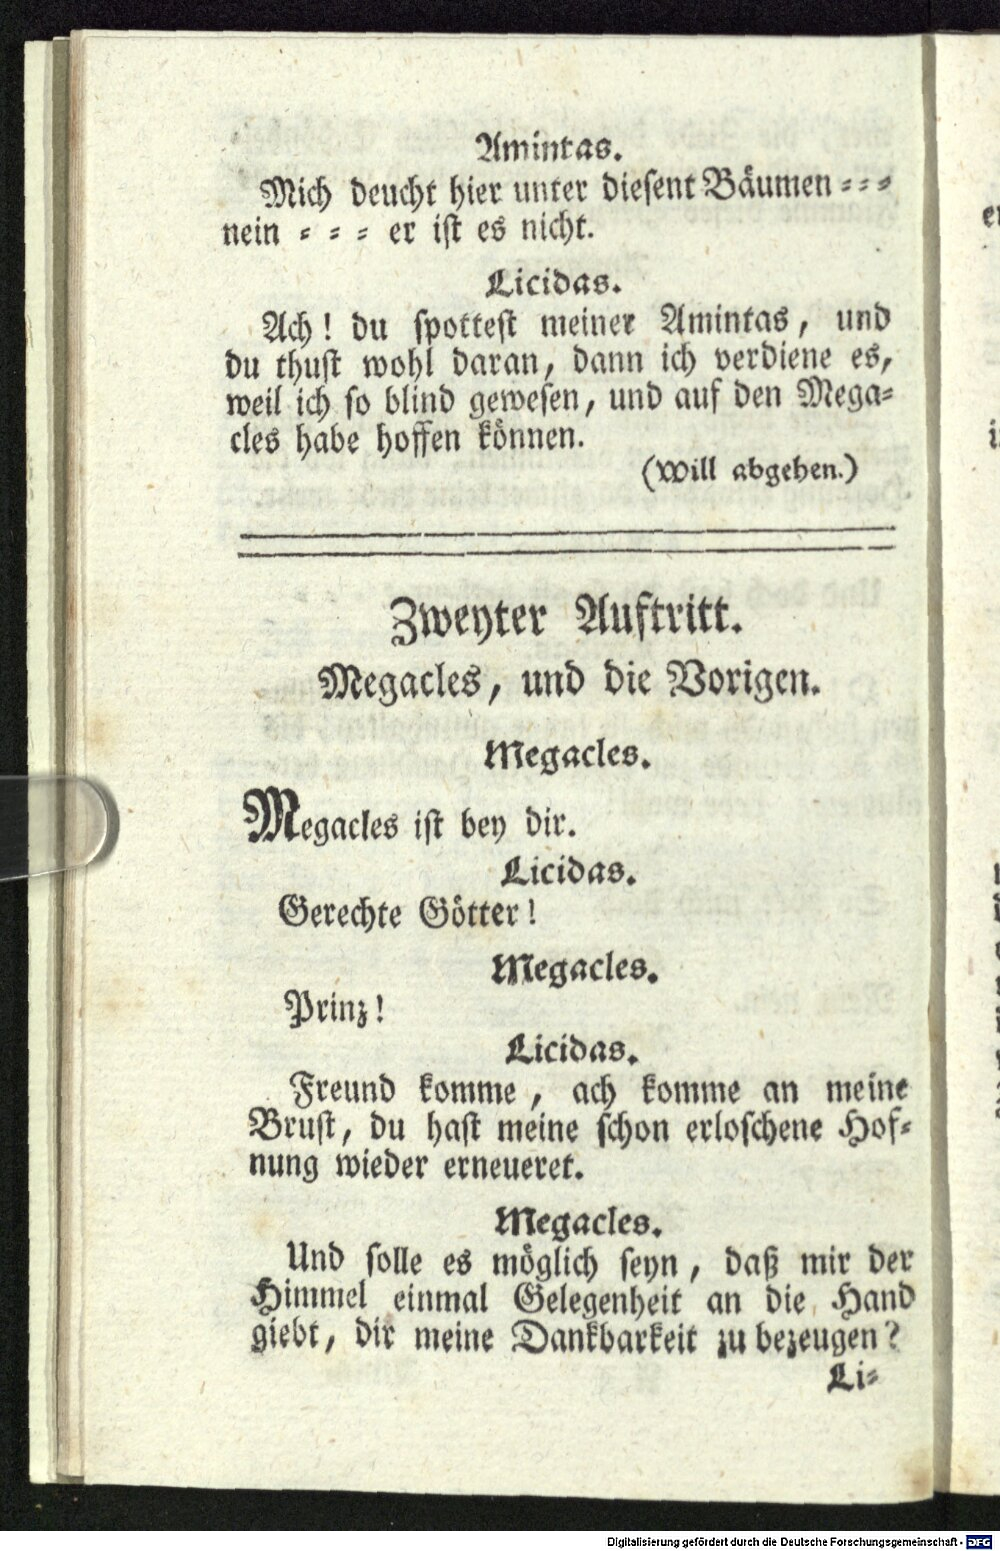 Amintas.
Mich deucht hier unter diesent Bäumen - - -
nein - - - er ist es nicht.
Licidas.
Ach! du spottest meiner Amintas, und
du thust wohl daran, dann ich verdiene es,
weil ich so blind gewesen, und auf den Mega-
cles habe hoffen können.
(Will abgehen.)
Zweyter Auftritt.
Megacles, und die Vorigen.
Megacles.
Megacles ist bey dir.
Licidas.
Gerechte Götter!
Megacles.
Prinz!
Licidas.
Freund komme, ach komme an meine
Brust, du hast meine schon erloschene Hof-
nung wieder erneueret.
Megacles.
Und solle es möglich seyn, daß mir der
Himmel einmal Gelegenheit an die Hand
giebt, dir meine Dankbarkeit zu bezeugen?
Li-
Digitalisierung gefördert durch die Deutsche Forschungsgemeinschaft - DFG